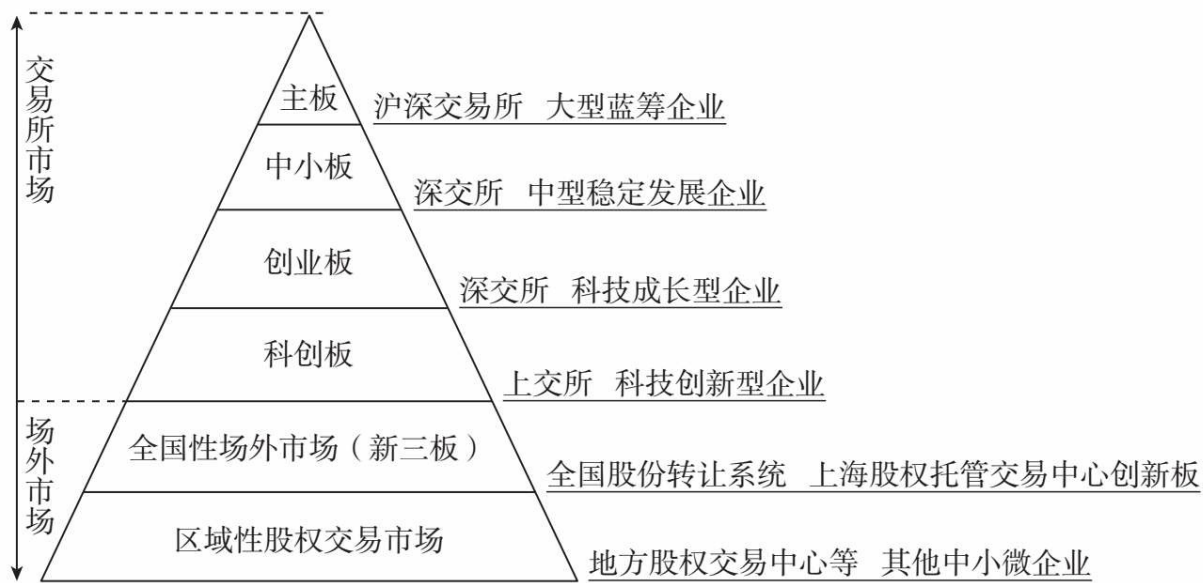 交易所市场
主板
沪深交易所 大型蓝筹企业
中小板
深交所 中型稳定发展企业
创业板
深交所 科技成长型企业
科创板
上交所 科技创新型企业
场外市场
全国性场外市场（新三板）
全国股份转让系统 上海股权托管交易中心创新板
区域性股权交易市场
地方股权交易中心等 其他中小微企业